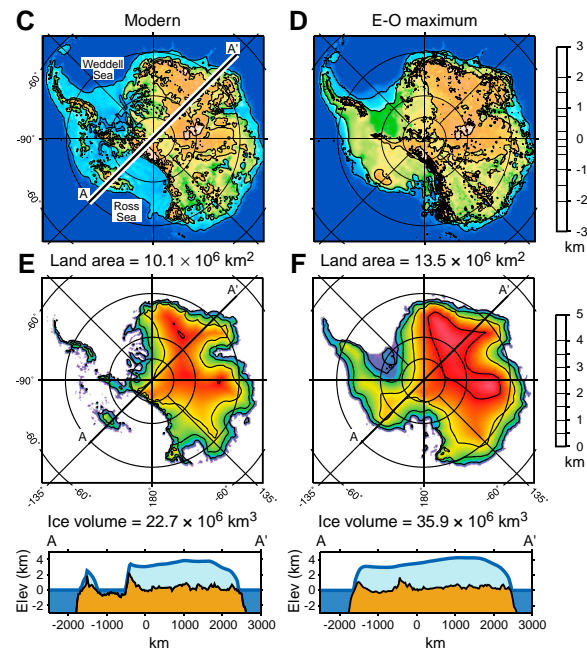 C
Modern
D
E-O maximum
Weddell
Sea
A'
-60°
-90°
-60°
A
Ross
Sea
3
2
1
0
-1
-2
-3
km
Land area = 10.1 × 10⁶ km²
Land area = 13.5 × 10⁶ km²
E
F
A'
A'
-60°
-60°
-90°
-90°
A
A
5
4
3
2
1
0
km
-135°
-60°
180°
135°
-135°
-60°
180°
135°
Ice volume = 22.7 × 10⁶ km³
Ice volume = 35.9 × 10⁶ km³
A
A'
A
A'
Elev (km)
4
2
0
-2
Elev (km)
4
2
0
-2
-2000
-1000
0
1000
2000
3000
-2000
-1000
0
1000
2000
3000
km
km